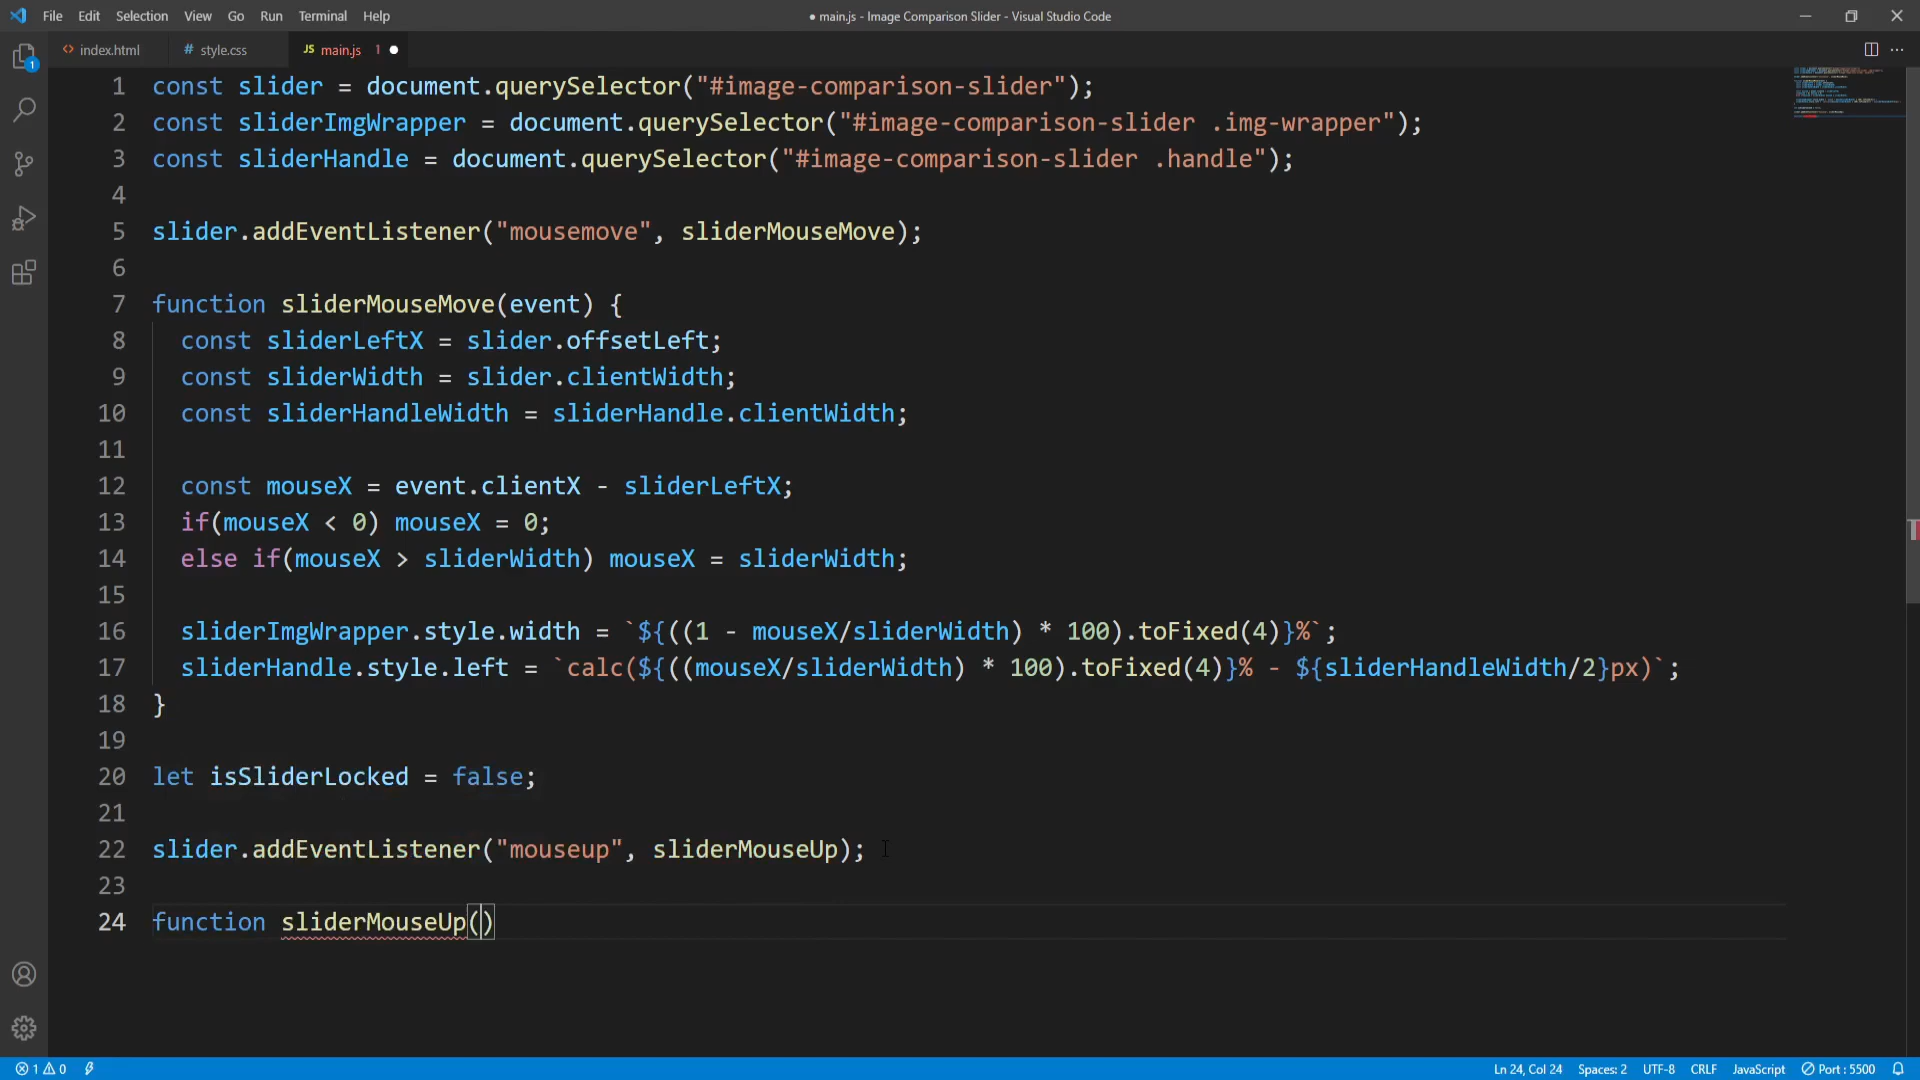 File Edit Selection View Go Run Terminal Help
● main.js - Image Comparison Slider - Visual Studio Code
<> index.html # style.css JS main.js 1 ●
1
1 const slider = document.querySelector("#image-comparison-slider");
2 const sliderImgWrapper = document.querySelector("#image-comparison-slider .img-wrapper");
3 const sliderHandle = document.querySelector("#image-comparison-slider .handle");
4
5 slider.addEventListener("mousemove", sliderMouseMove);
6
7 function sliderMouseMove(event) {
8   const sliderLeftX = slider.offsetLeft;
9   const sliderWidth = slider.clientWidth;
10   const sliderHandleWidth = sliderHandle.clientWidth;
11
12   const mouseX = event.clientX - sliderLeftX;
13   if(mouseX < 0) mouseX = 0;
14   else if(mouseX > sliderWidth) mouseX = sliderWidth;
15
16   sliderImgWrapper.style.width = `${((1 - mouseX/sliderWidth) * 100).toFixed(4)}%`;
17   sliderHandle.style.left = `calc(${((mouseX/sliderWidth) * 100).toFixed(4)}% - ${sliderHandleWidth/2}px)`;
18 }
19
20 let isSliderLocked = false;
21
22 slider.addEventListener("mouseup", sliderMouseUp);
23
24 function sliderMouseUp()
1 0 Ln 24, Col 24 Spaces: 2 UTF-8 CRLF JavaScript Port : 5500